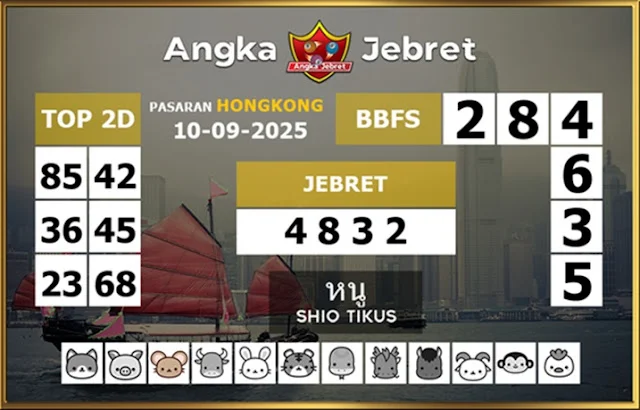 Angka Jebret
Angka Jebret
TOP 2D
PASARAN HONGKONG
10-09-2025
BBFS
2 8 4
6
3
5
85 42
36 45
23 68
JEBRET
4 8 3 2
หนู
SHIO TIKUS